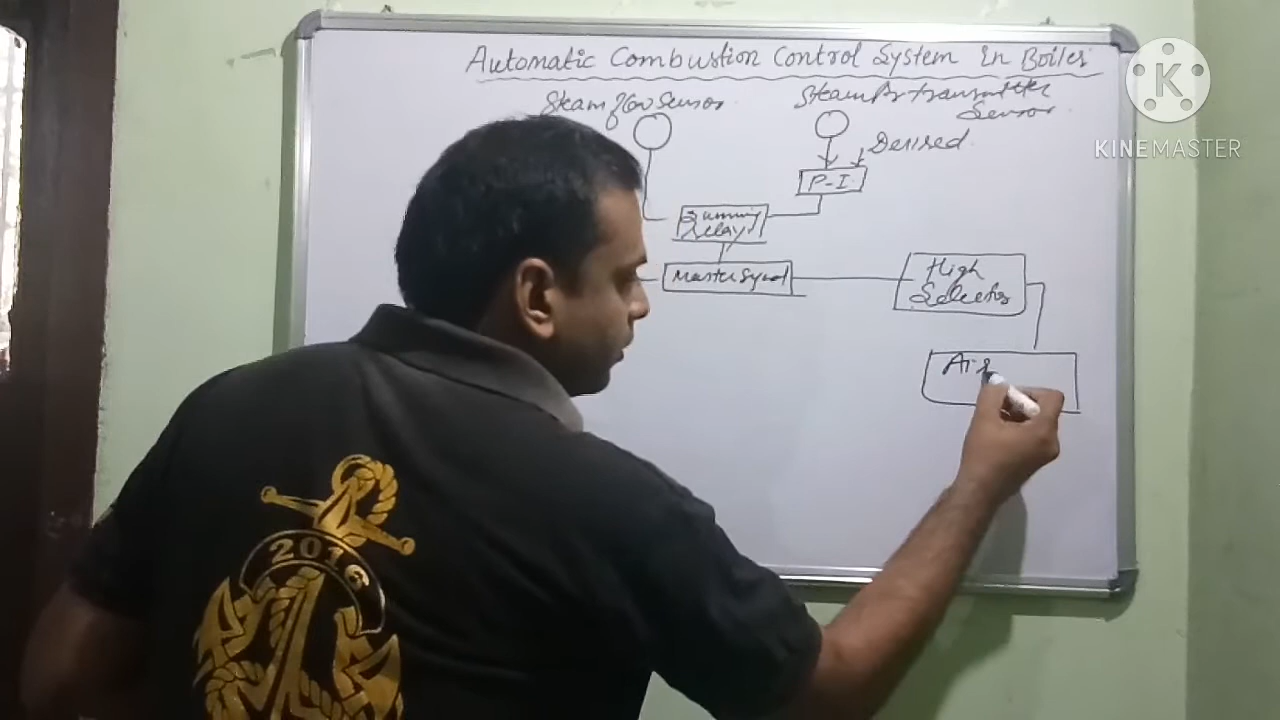 Automatic Combustion Control System in Boiler
Steam flow Sensor
Steam Pr transmitter
Sensor
Desired
P-I
Summing
Relay
Master Signal
High
Selector
Air
2016
K
KINEMASTER